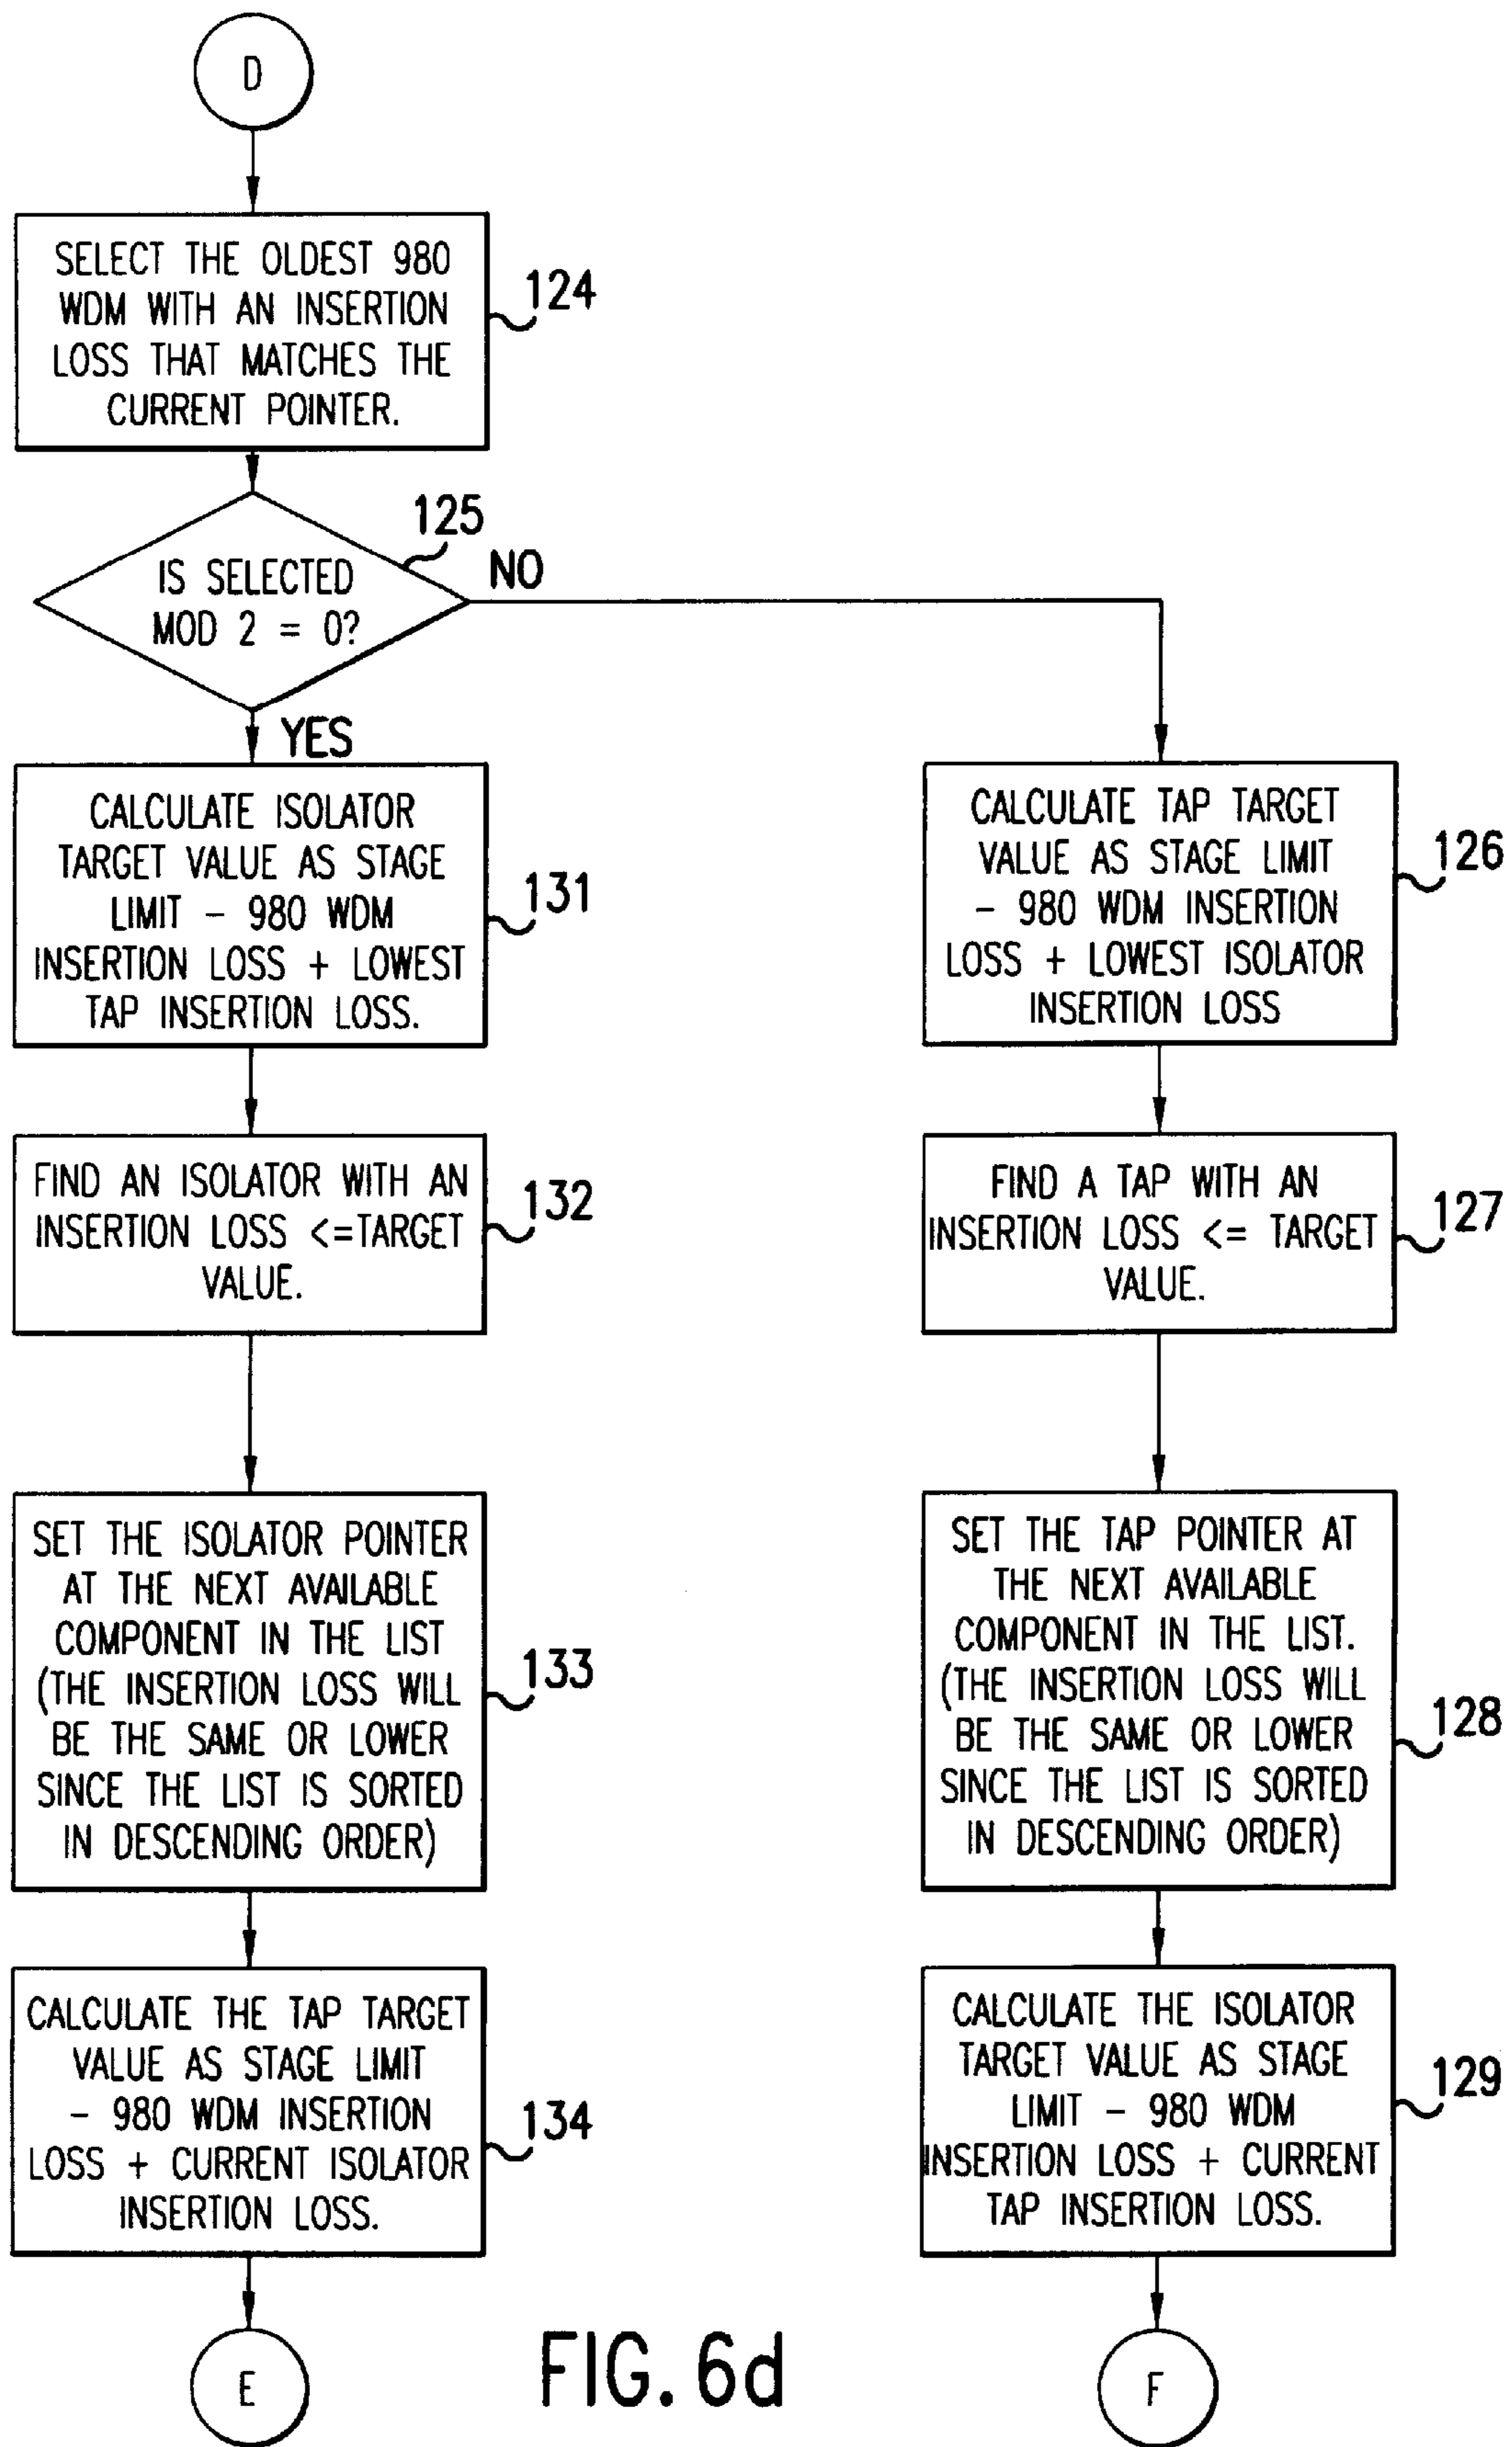 D
SELECT THE OLDEST 980
WDM WITH AN INSERTION
LOSS THAT MATCHES THE
CURRENT POINTER.
124
IS SELECTED
MOD 2 = 0?
125
NO
YES
CALCULATE ISOLATOR
TARGET VALUE AS STAGE
LIMIT - 980 WDM
INSERTION LOSS + LOWEST
TAP INSERTION LOSS.
131
FIND AN ISOLATOR WITH AN
INSERTION LOSS <=TARGET
VALUE.
132
SET THE ISOLATOR POINTER
AT THE NEXT AVAILABLE
COMPONENT IN THE LIST
(THE INSERTION LOSS WILL
BE THE SAME OR LOWER
SINCE THE LIST IS SORTED
IN DESCENDING ORDER)
133
CALCULATE THE TAP TARGET
VALUE AS STAGE LIMIT
- 980 WDM INSERTION
LOSS + CURRENT ISOLATOR
INSERTION LOSS.
134
E
CALCULATE TAP TARGET
VALUE AS STAGE LIMIT
- 980 WDM INSERTION
LOSS + LOWEST ISOLATOR
INSERTION LOSS
126
FIND A TAP WITH AN
INSERTION LOSS <= TARGET
VALUE.
127
SET THE TAP POINTER AT
THE NEXT AVAILABLE
COMPONENT IN THE LIST.
(THE INSERTION LOSS WILL
BE THE SAME OR LOWER
SINCE THE LIST IS SORTED
IN DESCENDING ORDER)
128
CALCULATE THE ISOLATOR
TARGET VALUE AS STAGE
LIMIT - 980 WDM
INSERTION LOSS + CURRENT
TAP INSERTION LOSS.
129
F
FIG. 6d